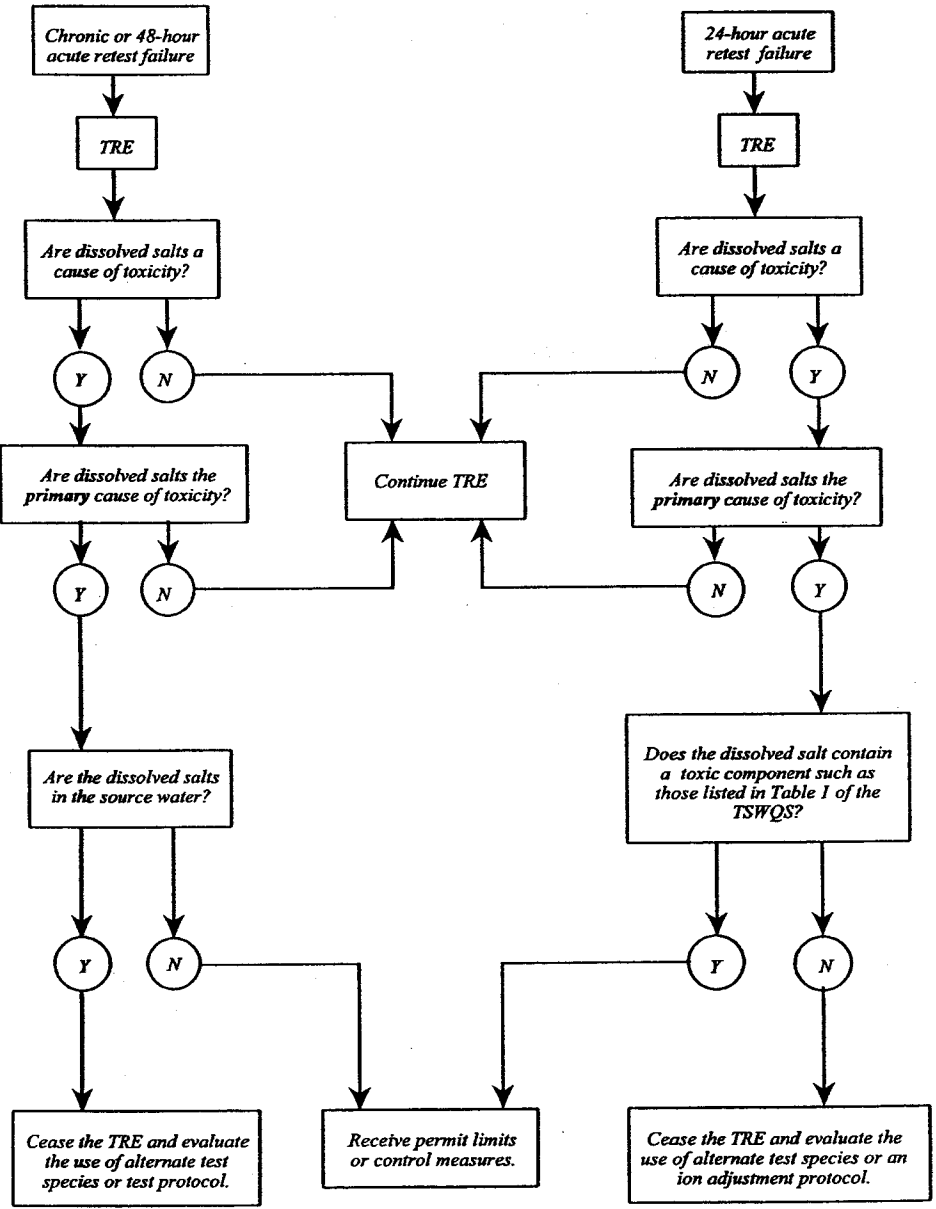 Chronic or 48-hour
acute retest failure
24-hour acute
retest failure
TRE
TRE
Are dissolved salts a
cause of toxicity?
Are dissolved salts a
cause of toxicity?
Y
N
N
Y
Are dissolved salts the
primary cause of toxicity?
Continue TRE
Are dissolved salts the
primary cause of toxicity?
Y
N
N
Y
Are the dissolved salts
in the source water?
Does the dissolved salt contain
a toxic component such as
those listed in Table 1 of the
TSWQS?
Y
N
Y
N
Cease the TRE and evaluate
the use of alternate test
species or test protocol.
Receive permit limits
or control measures.
Cease the TRE and evaluate the
use of alternate test species or an
ion adjustment protocol.